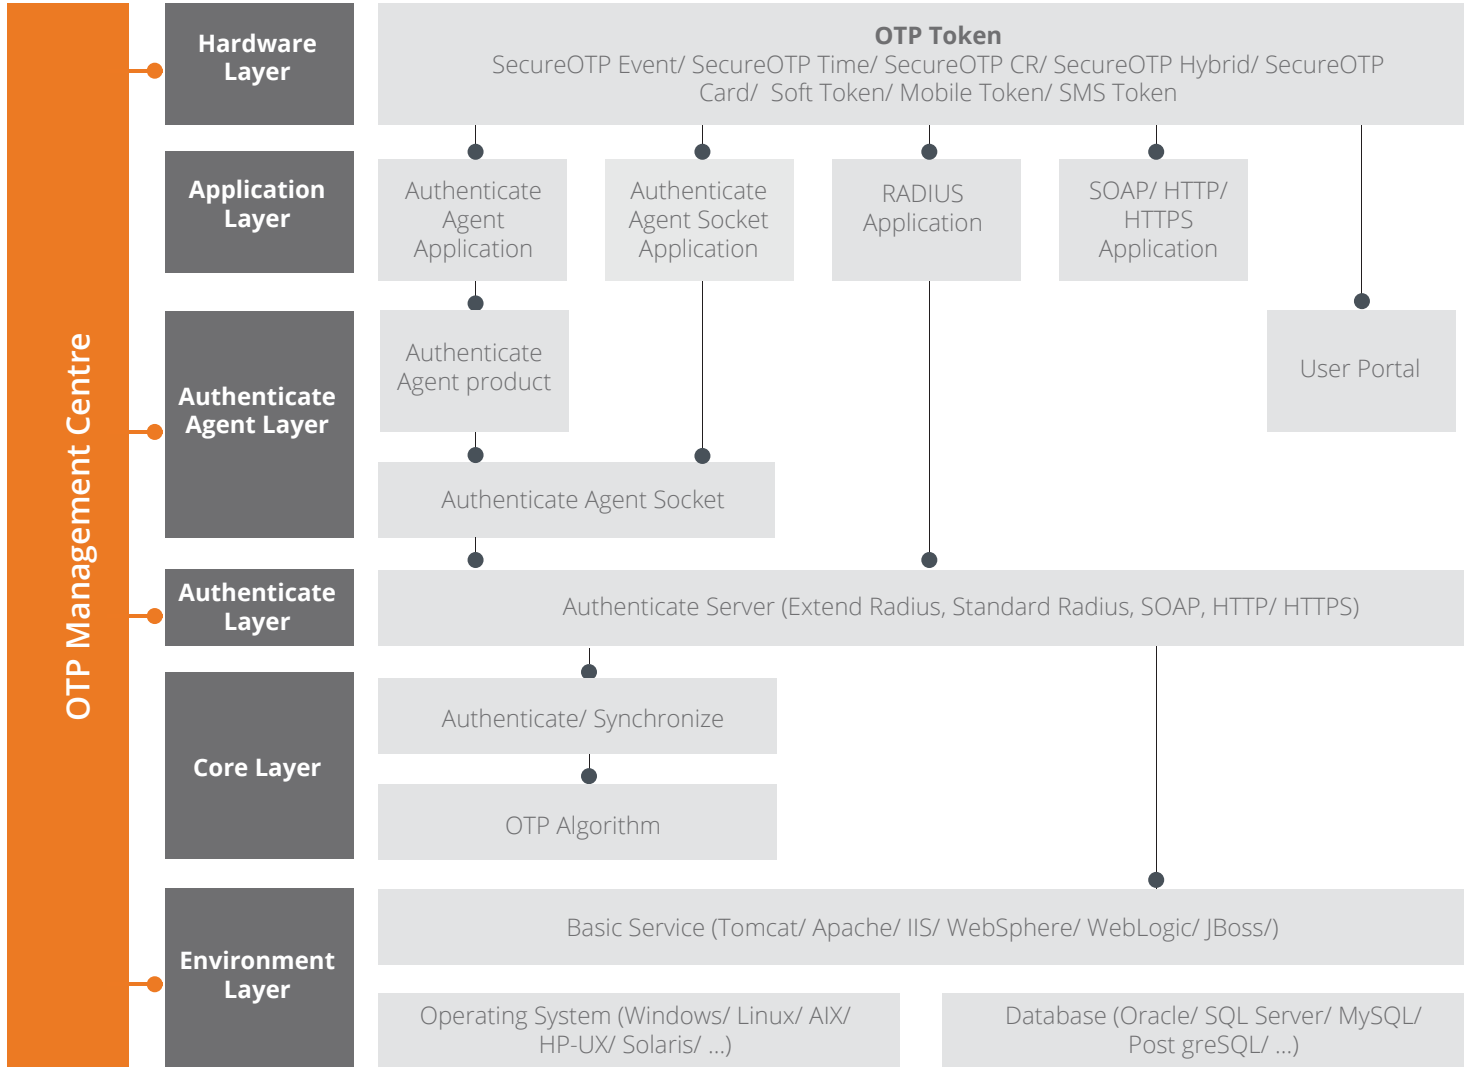 OTP Management Centre
Hardware
Layer
OTP Token
SecureOTP Event/ SecureOTP Time/ SecureOTP CR/ SecureOTP Hybrid/ SecureOTP
Card/  Soft Token/ Mobile Token/ SMS Token
Application
Layer
Authenticate
Agent
Application
Authenticate
Agent Socket
Application
RADIUS
Application
SOAP/ HTTP/
HTTPS
Application
Authenticate
Agent Layer
Authenticate
Agent product
User Portal
Authenticate Agent Socket
Authenticate
Layer
Authenticate Server (Extend Radius, Standard Radius, SOAP, HTTP/ HTTPS)
Core Layer
Authenticate/ Synchronize
OTP Algorithm
Environment
Layer
Basic Service (Tomcat/ Apache/ IIS/ WebSphere/ WebLogic/ JBoss/)
Operating System (Windows/ Linux/ AIX/
HP-UX/ Solaris/ ...)
Database (Oracle/ SQL Server/ MySQL/
Post greSQL/ ...)